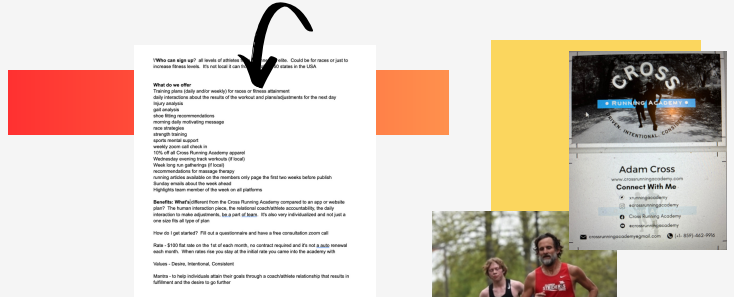 Who can sign up? all levels of athletes
increase fitness levels. It's not local it can states in the USA
What do we offer
Training plans (daily and/or weekly) for races or fitness attainment
daily interactions about the results of the workout and plans/adjustments for the next day
injury analysis
gait analysis
shoe fitting recommendations
morning daily motivating message
race strategies
strength training
sports mental support
weekly zoom call check in
10% off all Cross Running Academy apparel
Wednesday evening track workouts (if local)
Week long run gatherings (if local)
recommendations for massage therapy
running articles available on the members only page the first two weeks before publish
Sunday emails about the week ahead
Highlights team member of the week on all platforms
Benefits: What's different from the Cross Running Academy compared to an app or website
plan? The human interaction piece, the relational coach/athlete accountability, the daily
interaction to make adjustments, be a part of team. It's also very individualized and not just a
one size fits all type of plan
How do I get started? Fill out a questionnaire and have a free consultation zoom call
Rate - $100 flat rate on the 1st of each month, no contract required and it's not a auto renewal
each month. When rates rise you stay at the initial rate you came into the academy with
Values - Desire, Intentional, Consistent
Mantra - to help individuals attain their goals through a coach/athlete relationship that results in
fulfillment and the desire to go further
CROSS
RUNNING ACADEMY
DRIVEN, INTENTIONAL,
Adam Cross
www.crossrunningacademy.com
Connect With Me
crossrunningacademy
@crossrunningacademy
Cross Running Academy
crossrunningacademy
crossrunningacademy@gmail.com